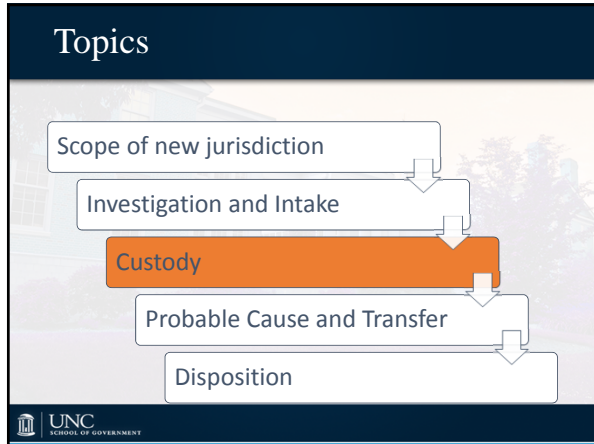 Topics
Scope of new jurisdiction
Investigation and Intake
Custody
Probable Cause and Transfer
Disposition
UNC
SCHOOL OF GOVERNMENT